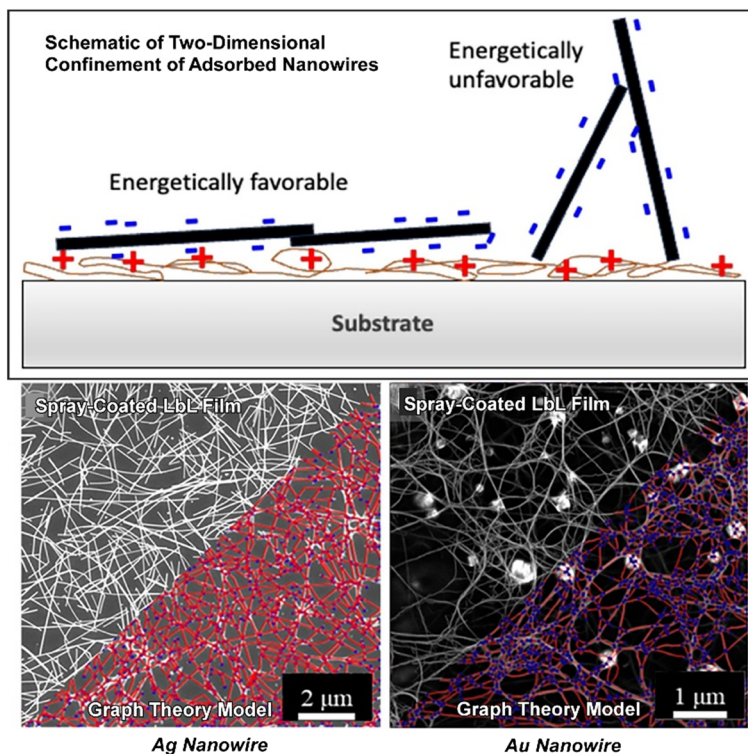 Schematic of Two-Dimensional
Confinement of Adsorbed Nanowires
Energetically
unfavorable
Energetically favorable
Substrate
Spray-Coated LbL Film
Spray-Coated LbL Film
Graph Theory Model
2 μm
Graph Theory Model
1 μm
Ag Nanowire
Au Nanowire